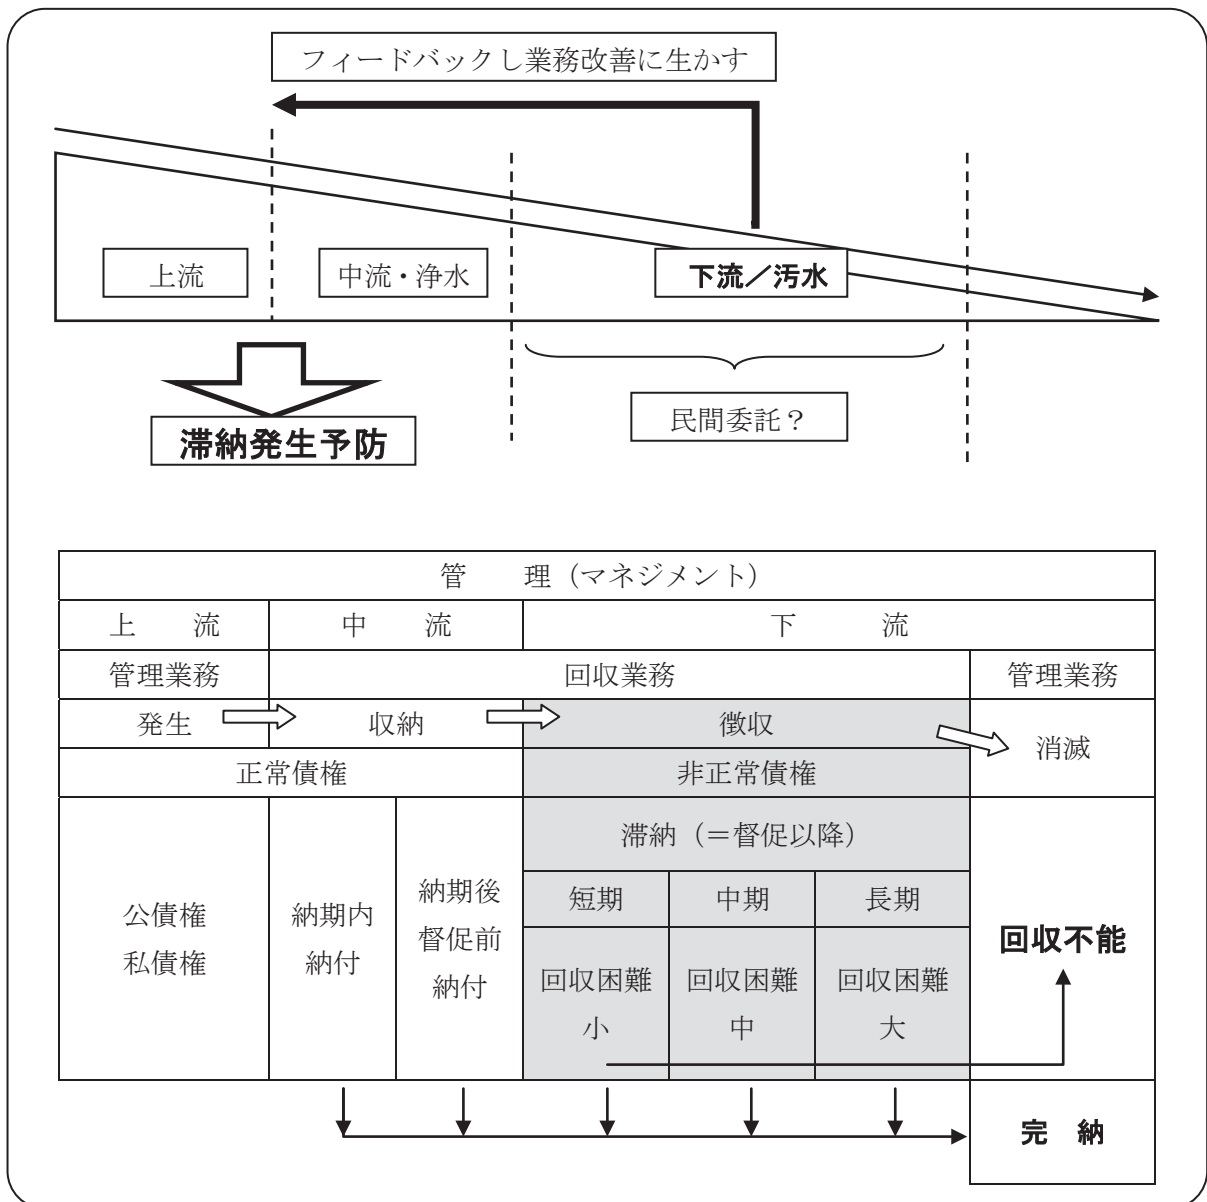 フィードバックし業務改善に生かす
上流
中流・浄水
下流／汚水
滞納発生予防
民間委託？
管　理（マネジメント）
上　流
中　流
下　流
管理業務
回収業務
管理業務
発生
収納
徴収
消滅
正常債権
非正常債権
公債権
私債権
納期内
納付
納期後
督促前
納付
滞納（＝督促以降）
短期
中期
長期
回収困難
小
回収困難
中
回収困難
大
回収不能
完　納